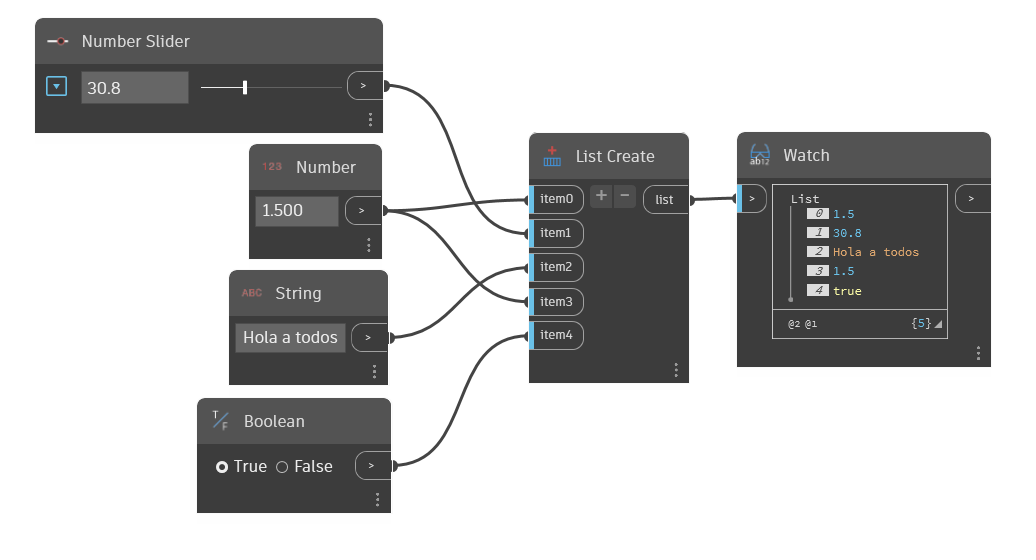 Number Slider
30.8
>
123 Number
1.500
>
ABC String
Hola a todos
>
T
F
Boolean
True False
>
List Create
item0 + − list
item1
item2
item3
item4
ab12
Watch
>
>
List
0 1.5
1 30.8
2 Hola a todos
3 1.5
4 true
@2 @1 {5}